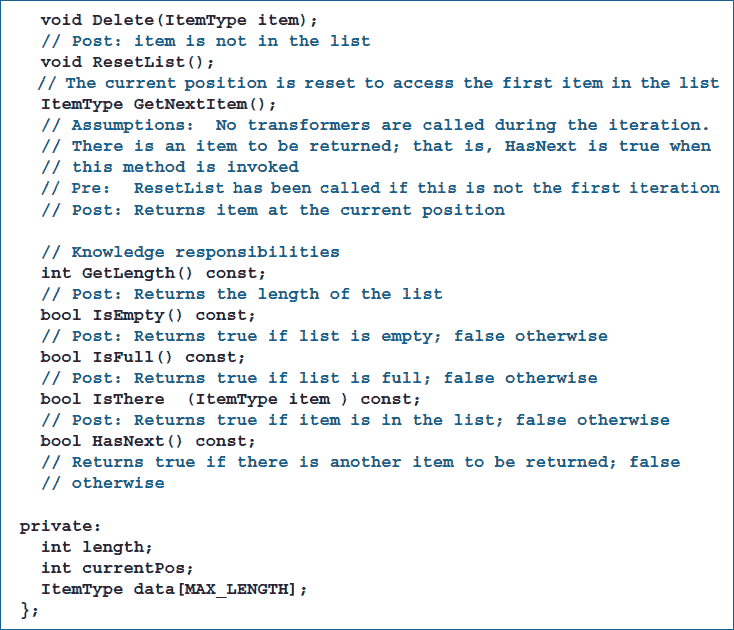 void Delete(ItemType item);
// Post: item is not in the list
void ResetList();
// The current position is reset to access the first item in the list
ItemType GetNextItem();
// Assumptions:  No transformers are called during the iteration.
// There is an item to be returned; that is, HasNext is true when
// this method is invoked
// Pre:  ResetList has been called if this is not the first iteration
// Post: Returns item at the current position

// Knowledge responsibilities
int GetLength() const;
// Post: Returns the length of the list
bool IsEmpty() const;
// Post: Returns true if list is empty; false otherwise
bool IsFull() const;
// Post: Returns true if list is full; false otherwise
bool IsThere  (ItemType item ) const;
// Post: Returns true if item is in the list; false otherwise
bool HasNext() const;
// Returns true if there is another item to be returned; false
// otherwise

private:
int length;
int currentPos;
ItemType data[MAX_LENGTH];
};